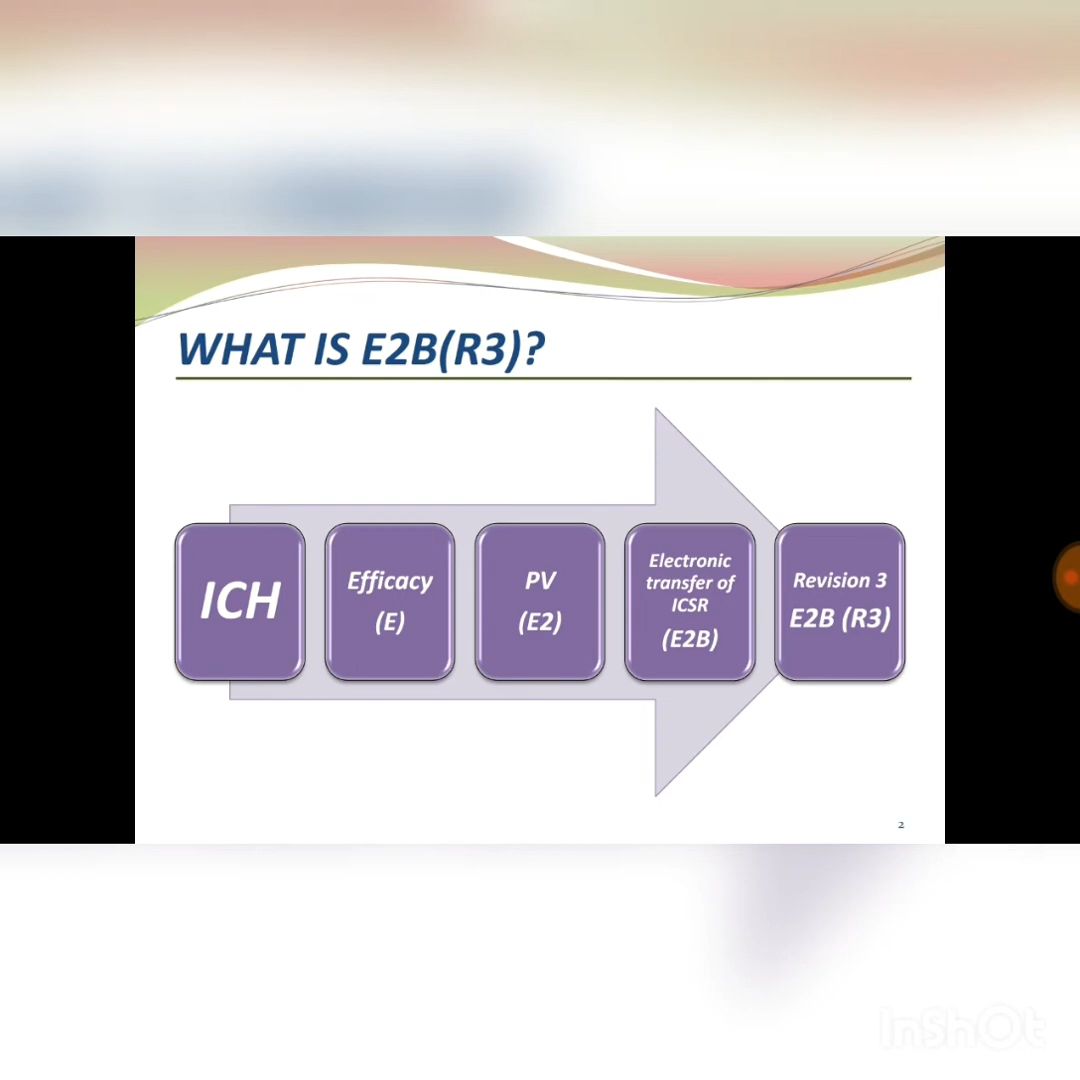 WHAT IS E2B(R3)?
ICH
Efficacy
(E)
PV
(E2)
Electronic
transfer of
ICSR
(E2B)
Revision 3
E2B (R3)
2
InShOt